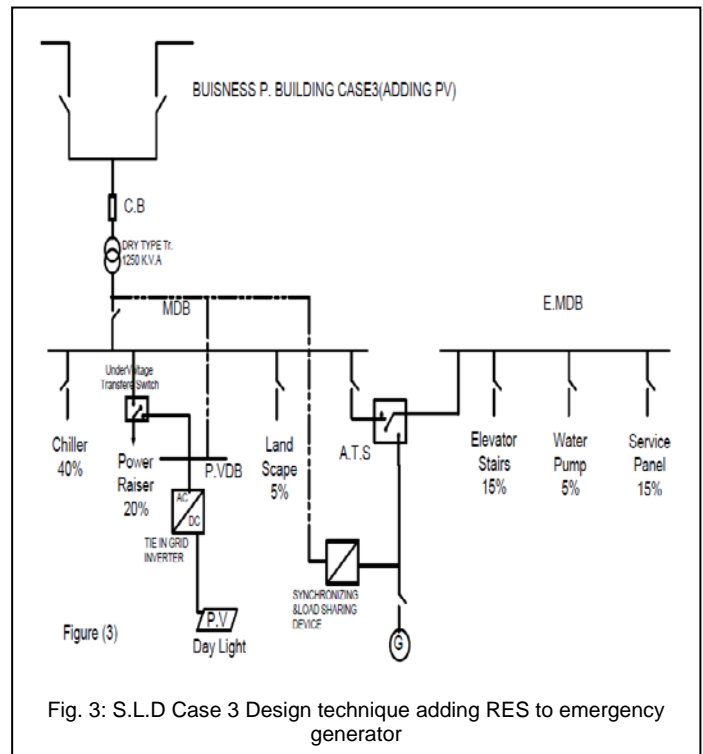 BUISNESS P. BUILDING CASE3(ADDING PV)
C.B
DRY TYPE Tr.
1250 K.V.A
MDB
E.MDB
UnderVoltage
Transfere Switch
Chiller
40%
Power
Raiser
20%
P.VDB
Land
Scape
5%
A.T.S
Elevator
Stairs
15%
Water
Pump
5%
Service
Panel
15%
AC
DC
TIE IN GRID
INVERTER
SYNCHRONIZING
&LOAD SHARING
DEVICE
P.V
Day Light
G
Figure (3)
Fig. 3: S.L.D Case 3 Design technique adding RES to emergency
generator